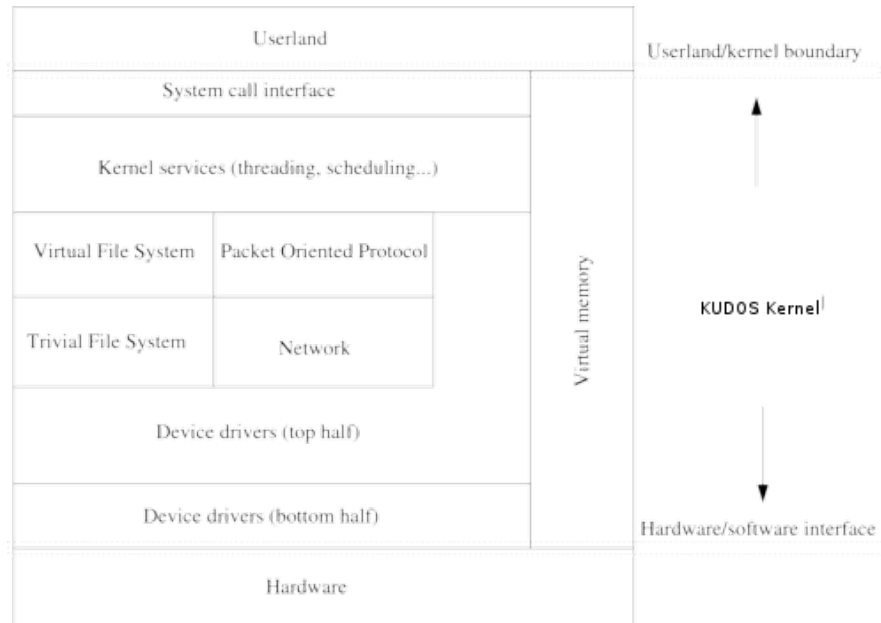 Userland
Userland/kernel boundary
System call interface
Kernel services (threading, scheduling...)
Virtual File System
Packet Oriented Protocol
Virtual memory
KUDOS Kernel
Trivial File System
Network
Device drivers (top half)
Device drivers (bottom half)
Hardware/software interface
Hardware